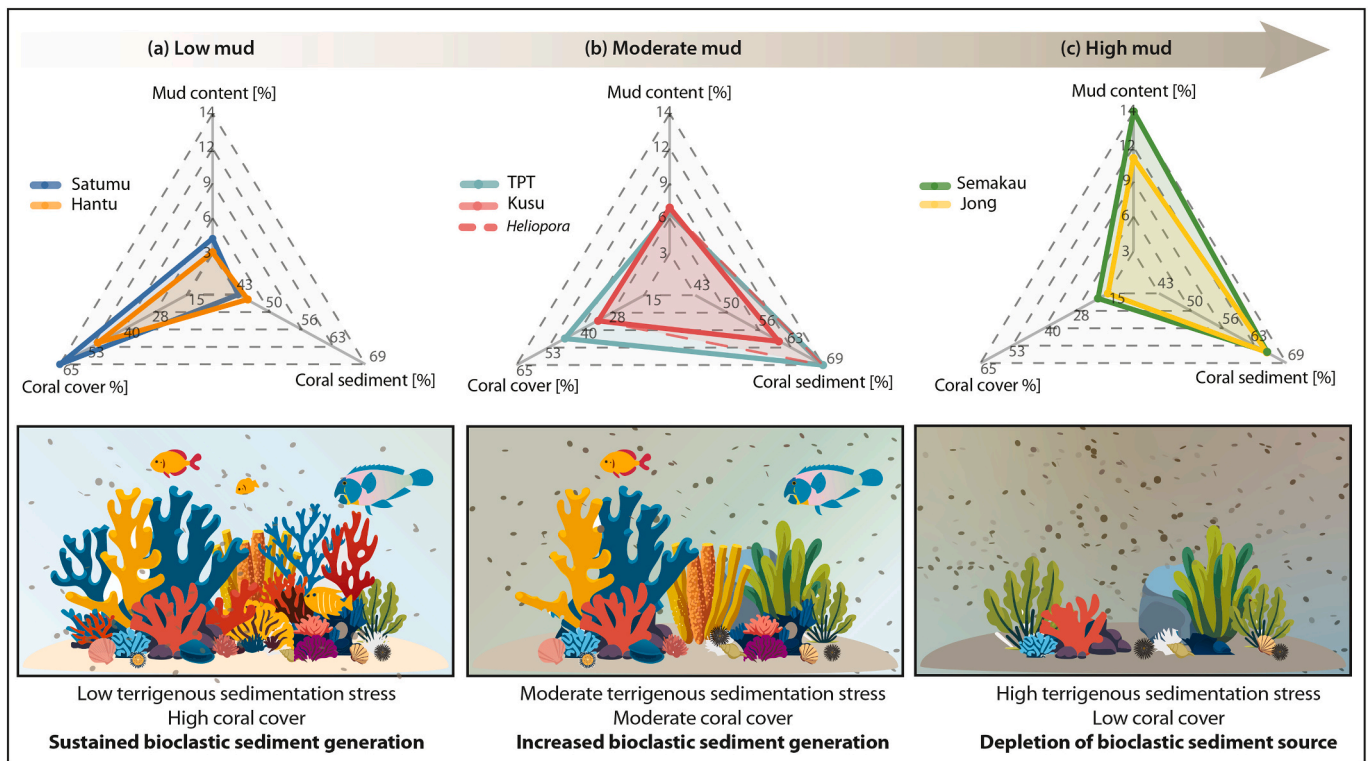 (a) Low mud
(b) Moderate mud
(c) High mud
Mud content [%]
14
12
9
6
3
Satumu
Hantu
43
50
56
63
69
15
28
40
53
65
Coral cover %]
Coral sediment [%]
Mud content [%]
14
12
9
6
3
TPT
Kusu
Heliopora
43
50
56
63
69
15
28
40
53
65
Coral cover [%]
Coral sediment [%]
Mud content [%]
14
12
9
6
3
Semakau
Jong
43
50
56
63
69
15
28
40
53
65
Coral cover %]
Coral sediment [%]
Low terrigenous sedimentation stress
High coral cover
Sustained bioclastic sediment generation
Moderate terrigenous sedimentation stress
Moderate coral cover
Increased bioclastic sediment generation
High terrigenous sedimentation stress
Low coral cover
Depletion of bioclastic sediment source